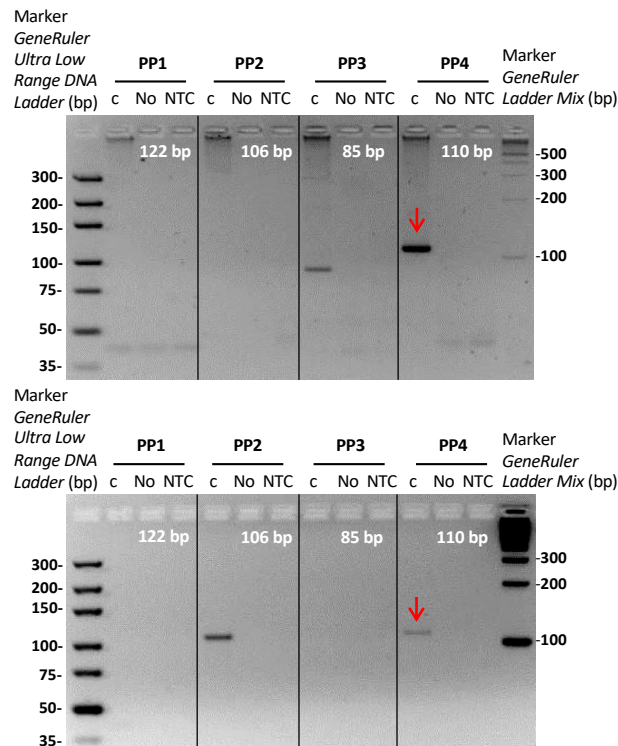 Marker
GeneRuler
Ultra Low
Range DNA
Ladder (bp)
PP1 PP2 PP3 PP4
c No NTC c No NTC c No NTC c No NTC
Marker
GeneRuler
Ladder Mix (bp)
122 bp 106 bp 85 bp 110 bp
300-
200-
150-
100-
75-
50-
35-
-500
-300
-200
-100
Marker
GeneRuler
Ultra Low
Range DNA
Ladder (bp)
PP1 PP2 PP3 PP4
c No NTC c No NTC c No NTC c No NTC
Marker
GeneRuler
Ladder Mix (bp)
122 bp 106 bp 85 bp 110 bp
300-
200-
150-
100-
75-
50-
35-
-300
-200
-100